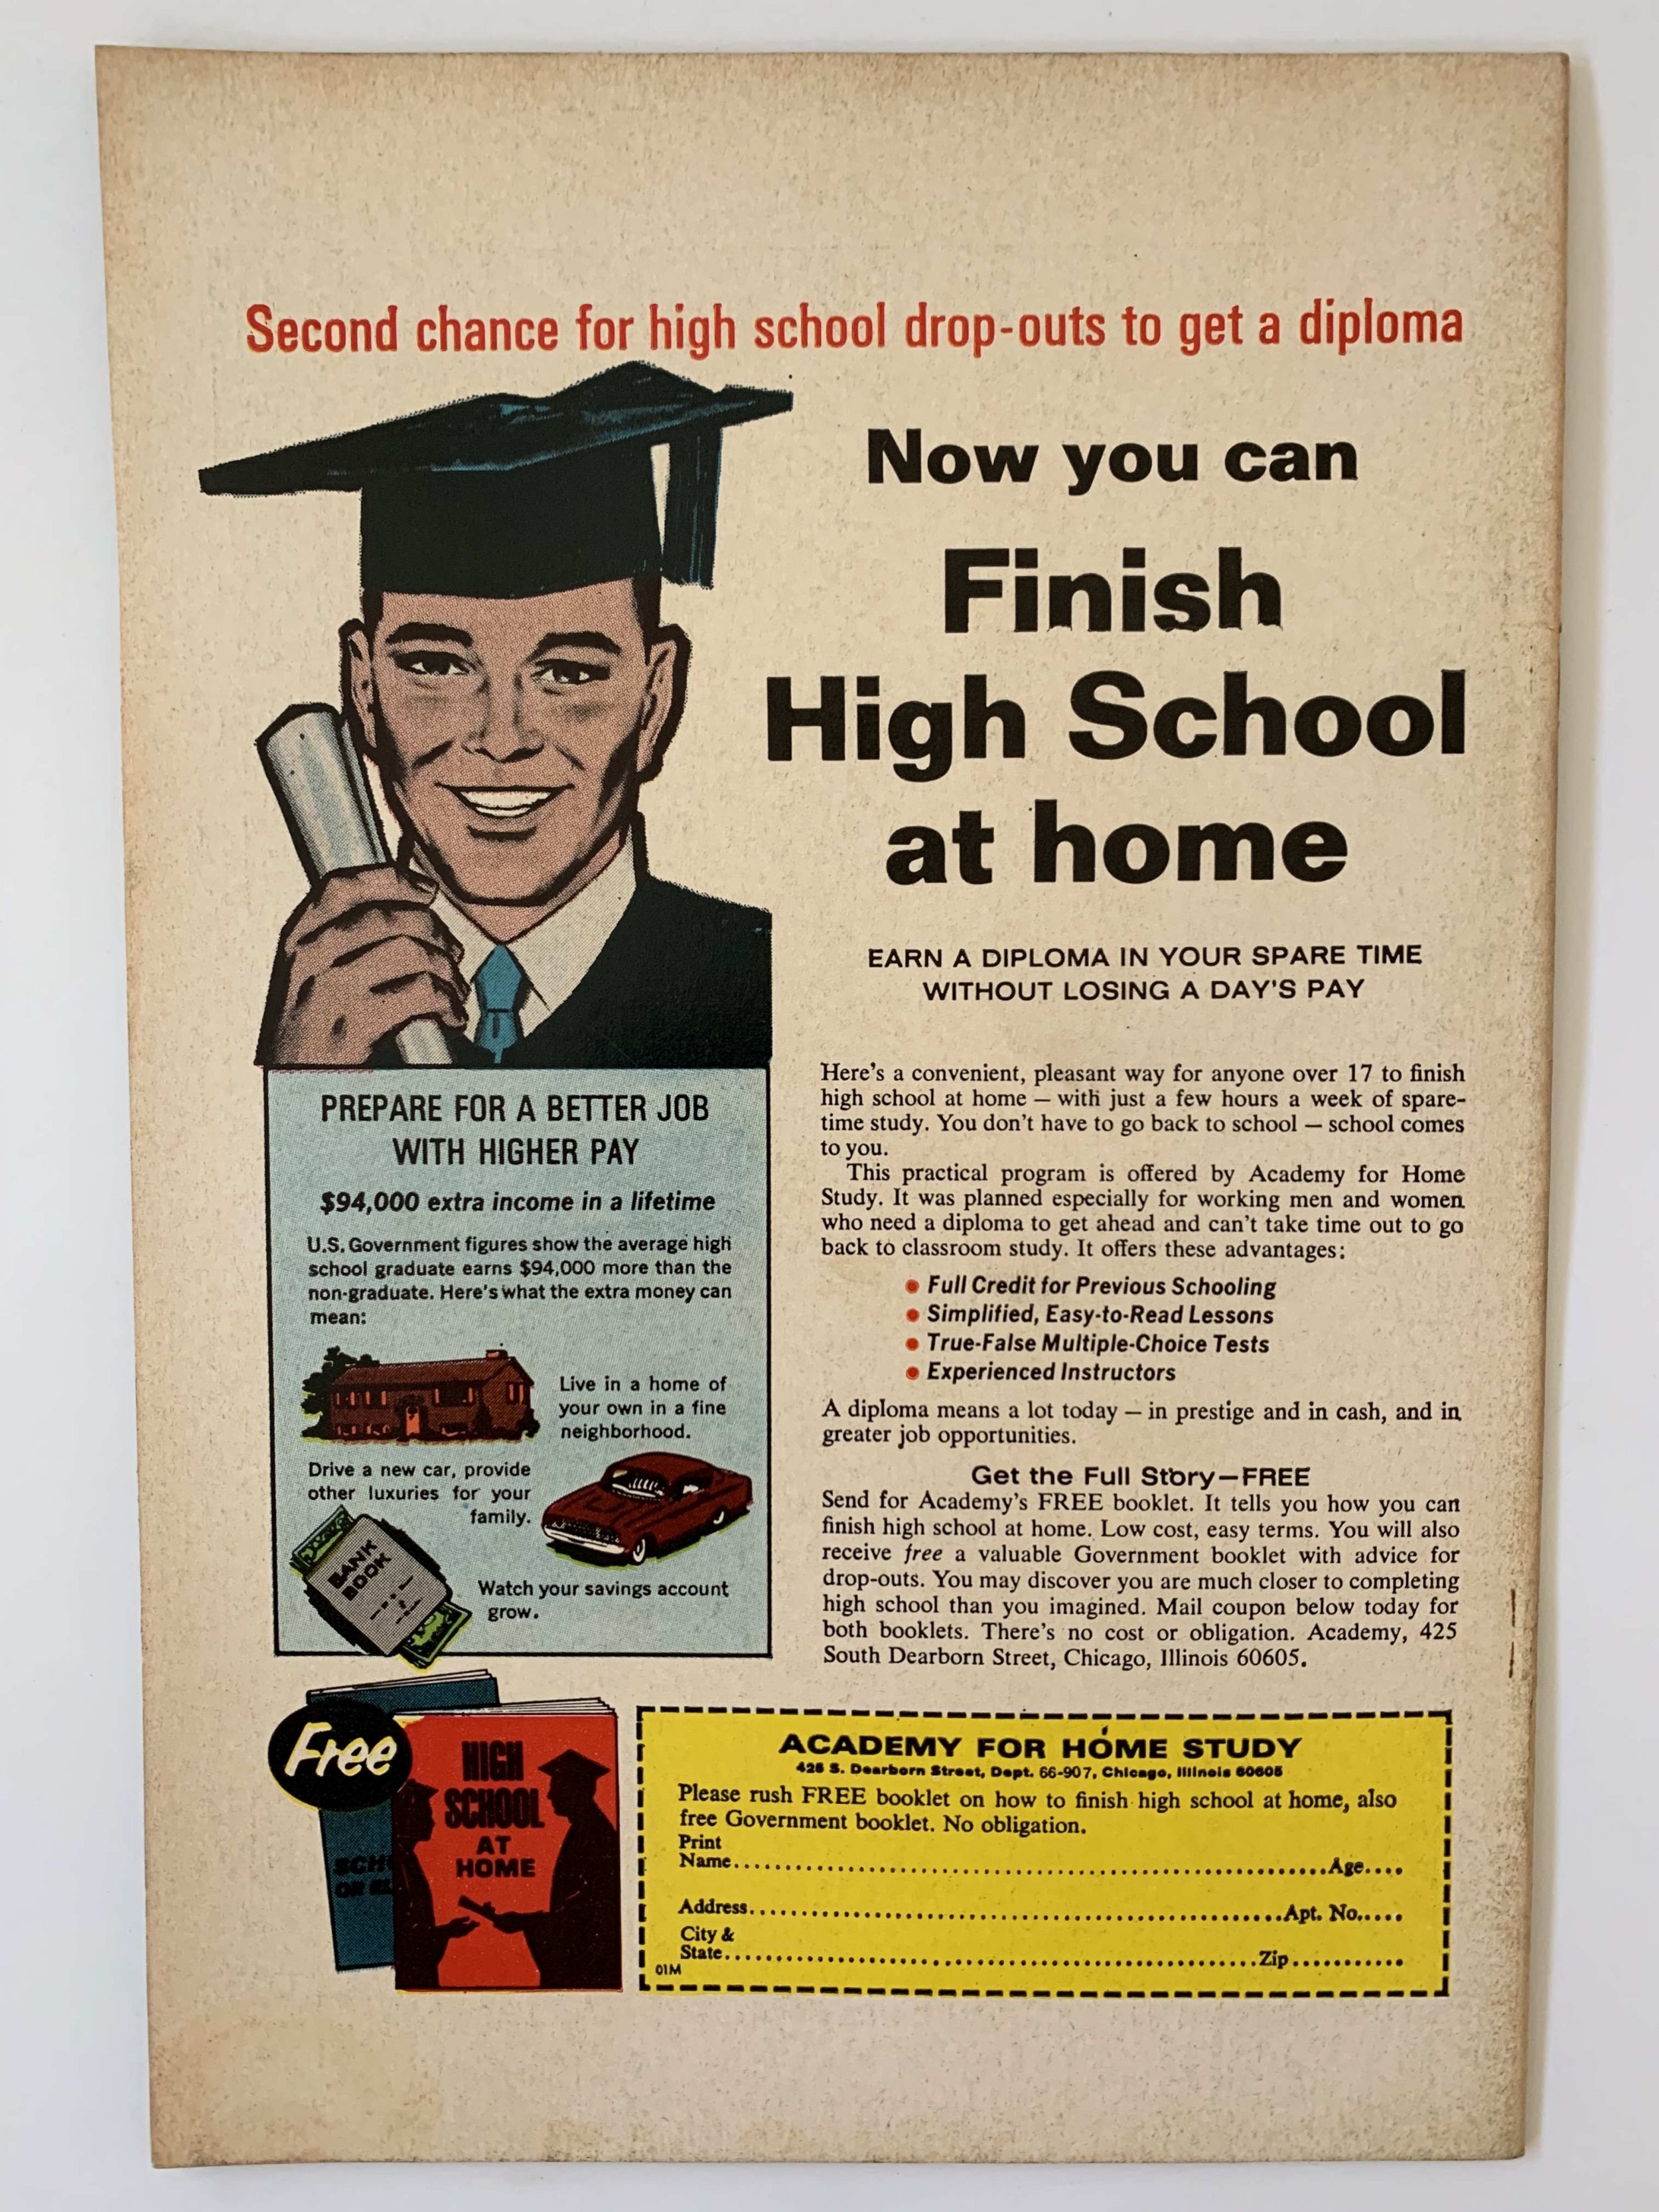 Second chance for high school drop-outs to get a diploma
Now you can
Finish
High School
at home
EARN A DIPLOMA IN YOUR SPARE TIME
WITHOUT LOSING A DAY'S PAY
Here's a convenient, pleasant way for anyone over 17 to finish
high school at home — with just a few hours a week of spare-
time study. You don't have to go back to school — school comes
to you.
This practical program is offered by Academy for Home
Study. It was planned especially for working men and women
who need a diploma to get ahead and can't take time out to go
back to classroom study. It offers these advantages:
• Full Credit for Previous Schooling
• Simplified, Easy-to-Read Lessons
• True-False Multiple-Choice Tests
• Experienced Instructors
A diploma means a lot today — in prestige and in cash, and in
greater job opportunities.
Get the Full Story—FREE
Send for Academy's FREE booklet. It tells you how you can
finish high school at home. Low cost, easy terms. You will also
receive free a valuable Government booklet with advice for
drop-outs. You may discover you are much closer to completing
high school than you imagined. Mail coupon below today for
both booklets. There's no cost or obligation. Academy, 425
South Dearborn Street, Chicago, Illinois 60605.
PREPARE FOR A BETTER JOB
WITH HIGHER PAY
$94,000 extra income in a lifetime
U.S. Government figures show the average high
school graduate earns $94,000 more than the
non-graduate. Here's what the extra money can
mean:
Live in a home of
your own in a fine
neighborhood.
Drive a new car, provide
other luxuries for your
family.
BANK
BOOK
Watch your savings account
grow.
Free
HIGH
SCHOOL
AT
HOME
SCH
OR
ACADEMY FOR HOME STUDY
425 S. Dearborn Street, Dept. 66-907, Chicago, Illinois 60605
Please rush FREE booklet on how to finish high school at home, also
free Government booklet. No obligation.
Print
Name..........Age....
Address..........Apt. No.....
City &
State..........Zip..........
01M